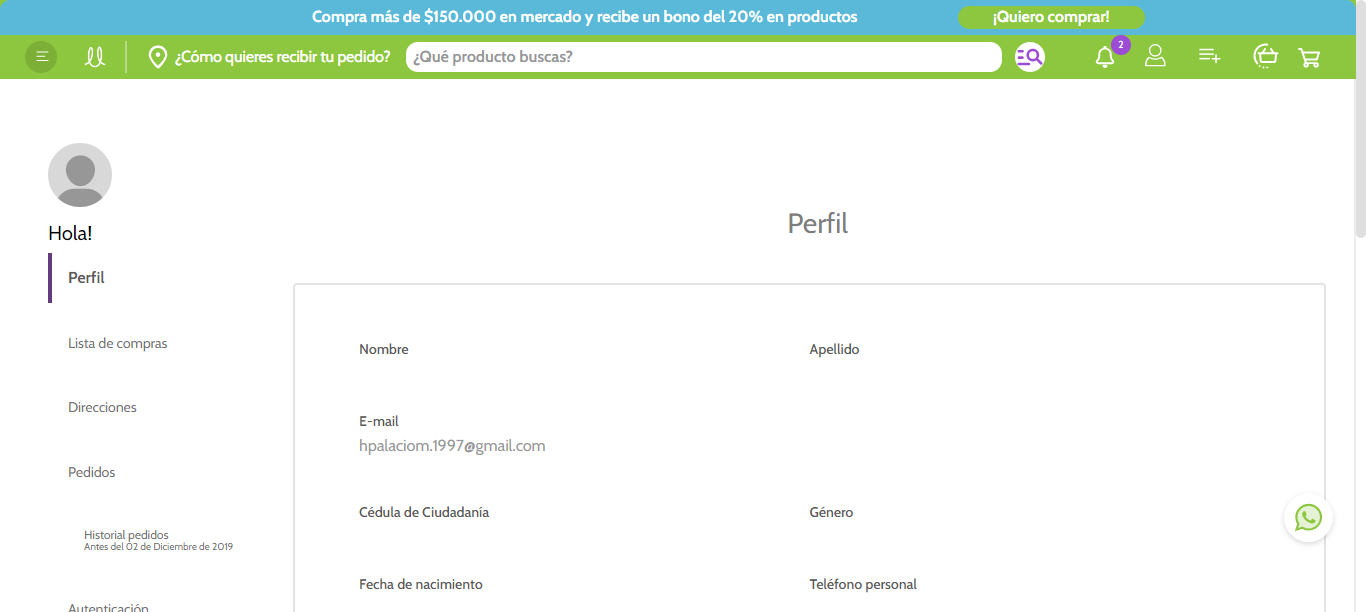 Compra más de $150.000 en mercado y recibe un bono del 20% en productos
¡Quiero comprar!
¿Cómo quieres recibir tu pedido?
¿Qué producto buscas?
2
Hola!
Perfil
Perfil
Lista de compras
Direcciones
Pedidos
Historial pedidos
Antes del 02 de Diciembre de 2019
Autenticación
Nombre
Apellido
E-mail
hpalaciom.1997@gmail.com
Cédula de Ciudadanía
Género
Fecha de nacimiento
Teléfono personal